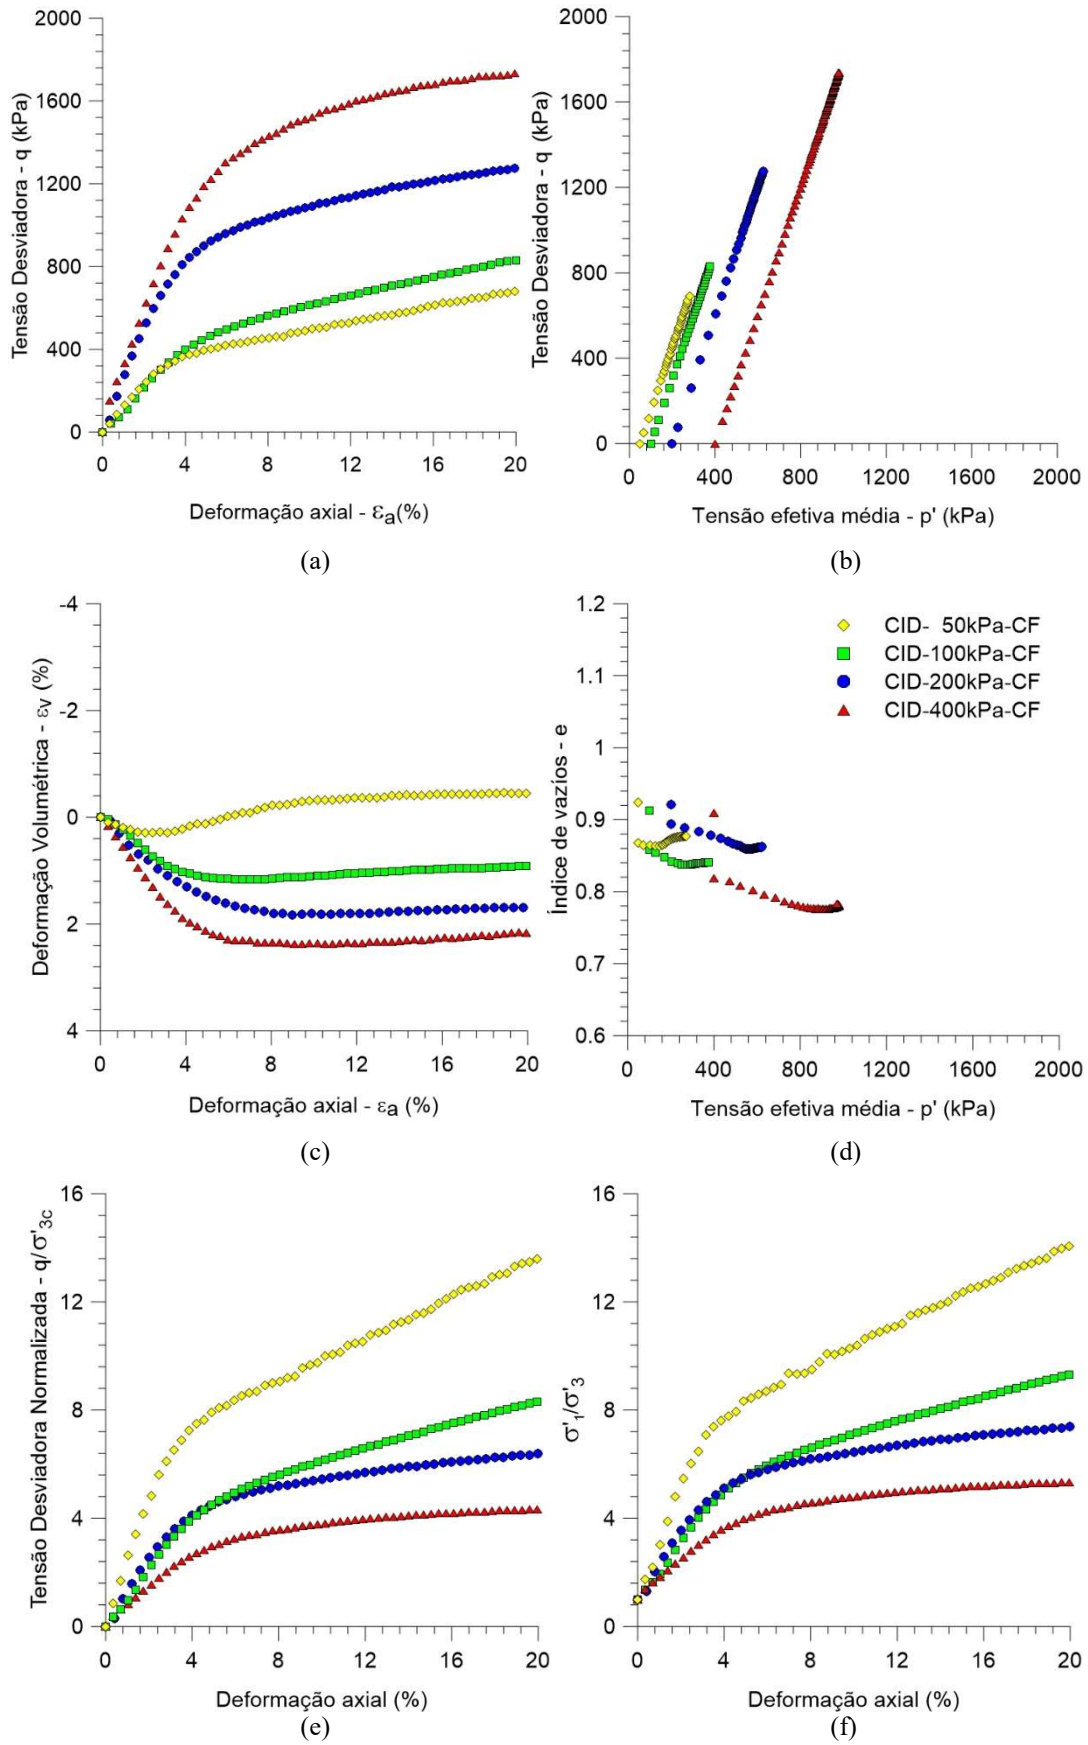 2000
1600
1200
800
400
0
Tensão Desviadora - q (kPa)
0 4 8 12 16 20
Deformação axial - εa(%)
(a)
2000
1600
1200
800
400
0
Tensão Desviadora - q (kPa)
0 400 800 1200 1600 2000
Tensão efetiva média - p' (kPa)
(b)
-4
-2
0
2
4
Deformação Volumétrica - εv (%)
0 4 8 12 16 20
Deformação axial - εa (%)
(c)
1.2
1.1
1
0.9
0.8
0.7
0.6
Índice de vazios - e
CID- 50kPa-CF
CID-100kPa-CF
CID-200kPa-CF
CID-400kPa-CF
0 400 800 1200 1600 2000
Tensão efetiva média - p' (kPa)
(d)
16
12
8
4
0
Tensão Desviadora Normalizada - q/σ'3c
0 4 8 12 16 20
Deformação axial (%)
(e)
16
12
8
4
0
σ'1/σ'3
0 4 8 12 16 20
Deformação axial (%)
(f)